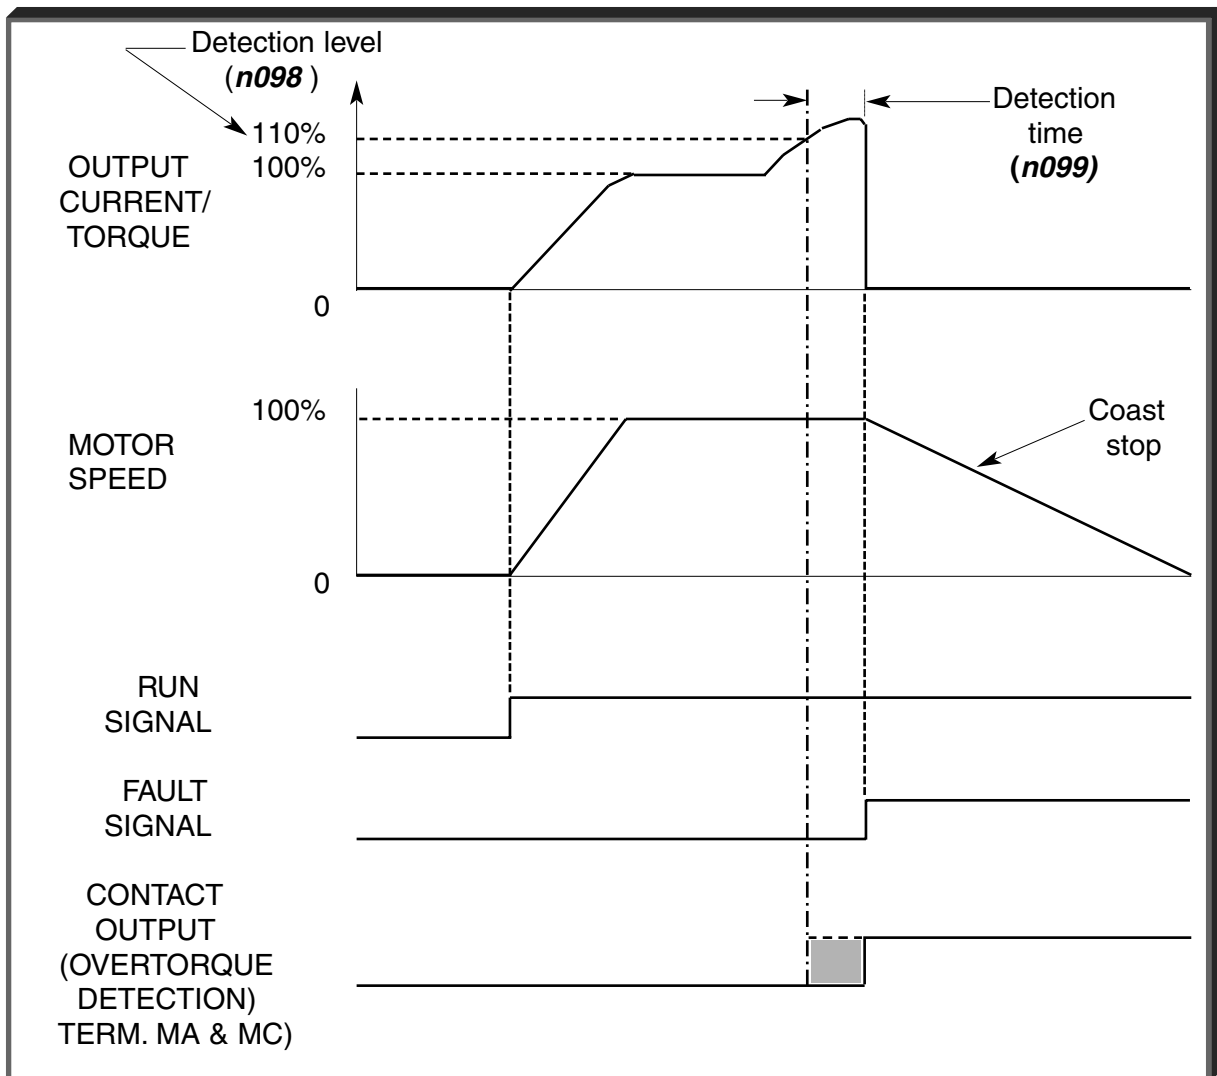 Detection level
(n098 )
110%
100%
OUTPUT
CURRENT/
TORQUE
0
Detection
time
(n099)
100%
MOTOR
SPEED
0
Coast
stop
RUN
SIGNAL
FAULT
SIGNAL
CONTACT
OUTPUT
(OVERTORQUE
DETECTION)
TERM. MA & MC)